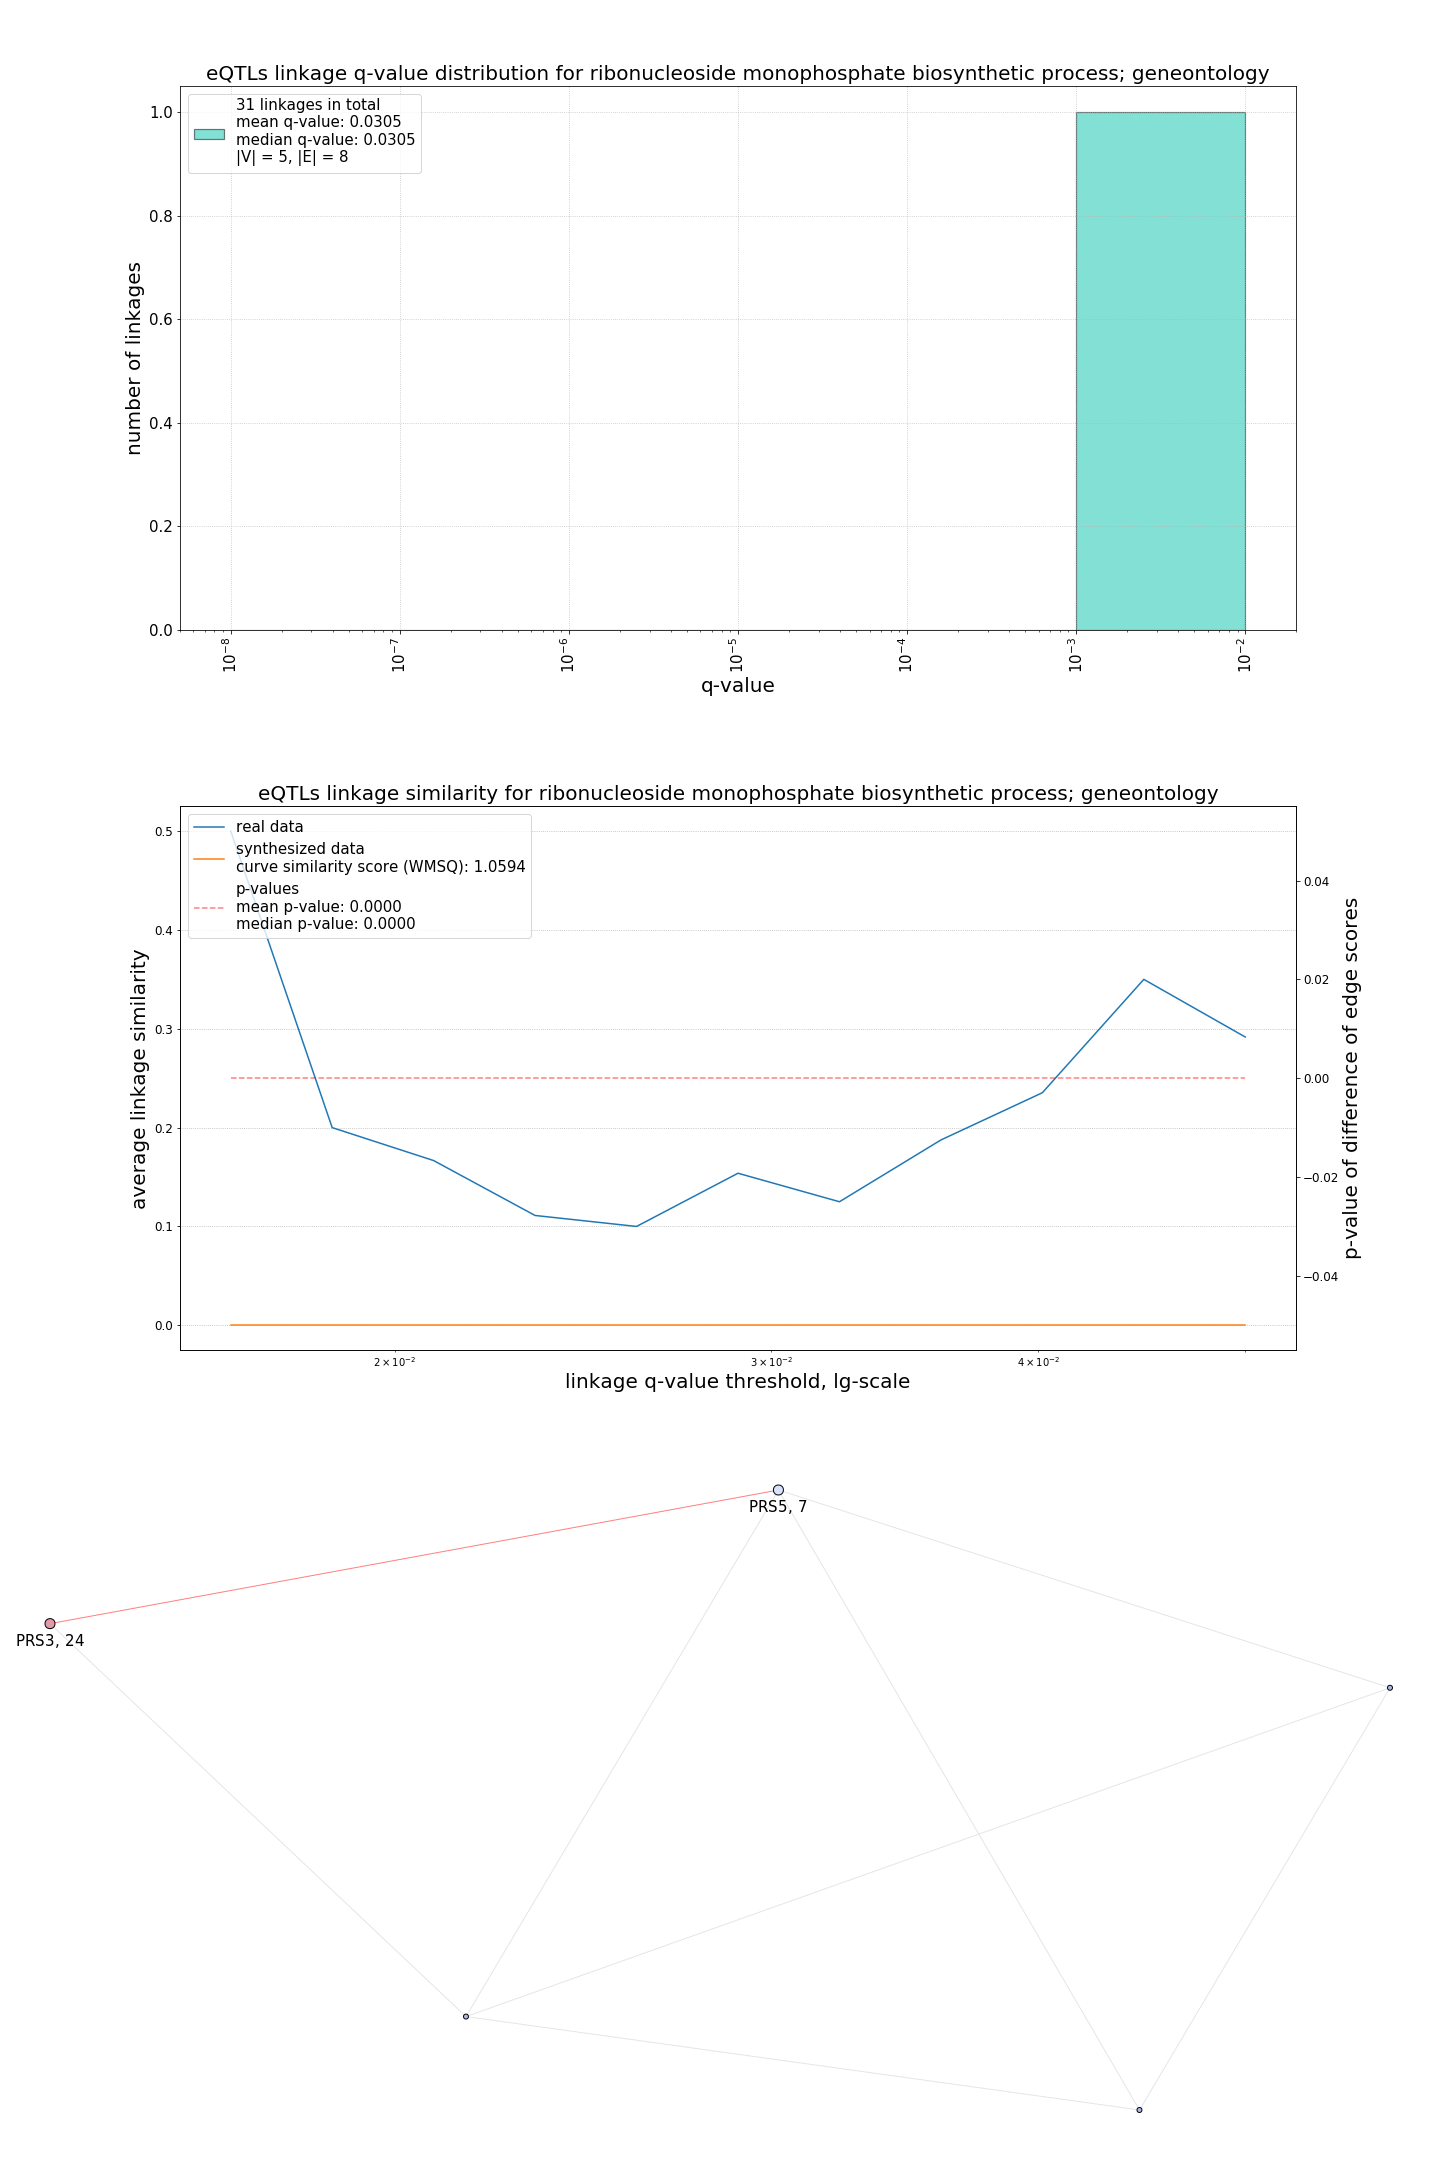 eQTLs linkage q-value distribution for ribonucleoside monophosphate biosynthetic process; geneontology
31 linkages in total
mean q-value: 0.0305
median q-value: 0.0305
|V| = 5, |E| = 8
number of linkages
1.0
0.8
0.6
0.4
0.2
0.0
10⁻⁸ 10⁻⁷ 10⁻⁶ 10⁻⁵ 10⁻⁴ 10⁻³ 10⁻²
q-value
eQTLs linkage similarity for ribonucleoside monophosphate biosynthetic process; geneontology
real data
synthesized data
curve similarity score (WMSQ): 1.0594
p-values
mean p-value: 0.0000
median p-value: 0.0000
average linkage similarity
0.5
0.4
0.3
0.2
0.1
0.0
0.04
0.02
0.00
−0.02
−0.04
p-value of difference of edge scores
2 × 10⁻² 3 × 10⁻² 4 × 10⁻²
linkage q-value threshold, lg-scale
PRS5, 7
PRS3, 24